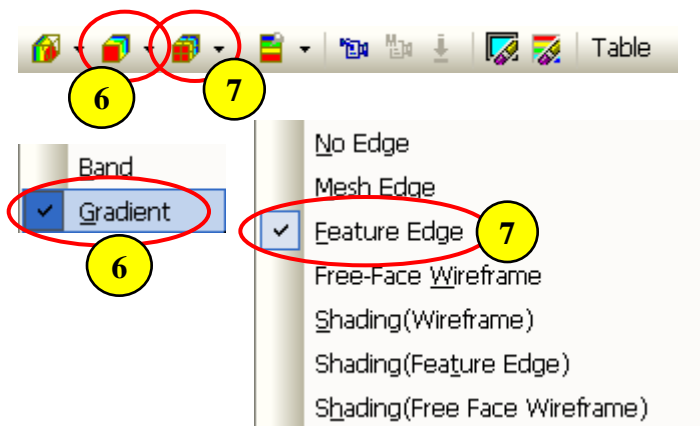 Table
6
7
Band
Gradient
6
No Edge
Mesh Edge
Feature Edge
7
Free-Face Wireframe
Shading(Wireframe)
Shading(Feature Edge)
Shading(Free Face Wireframe)